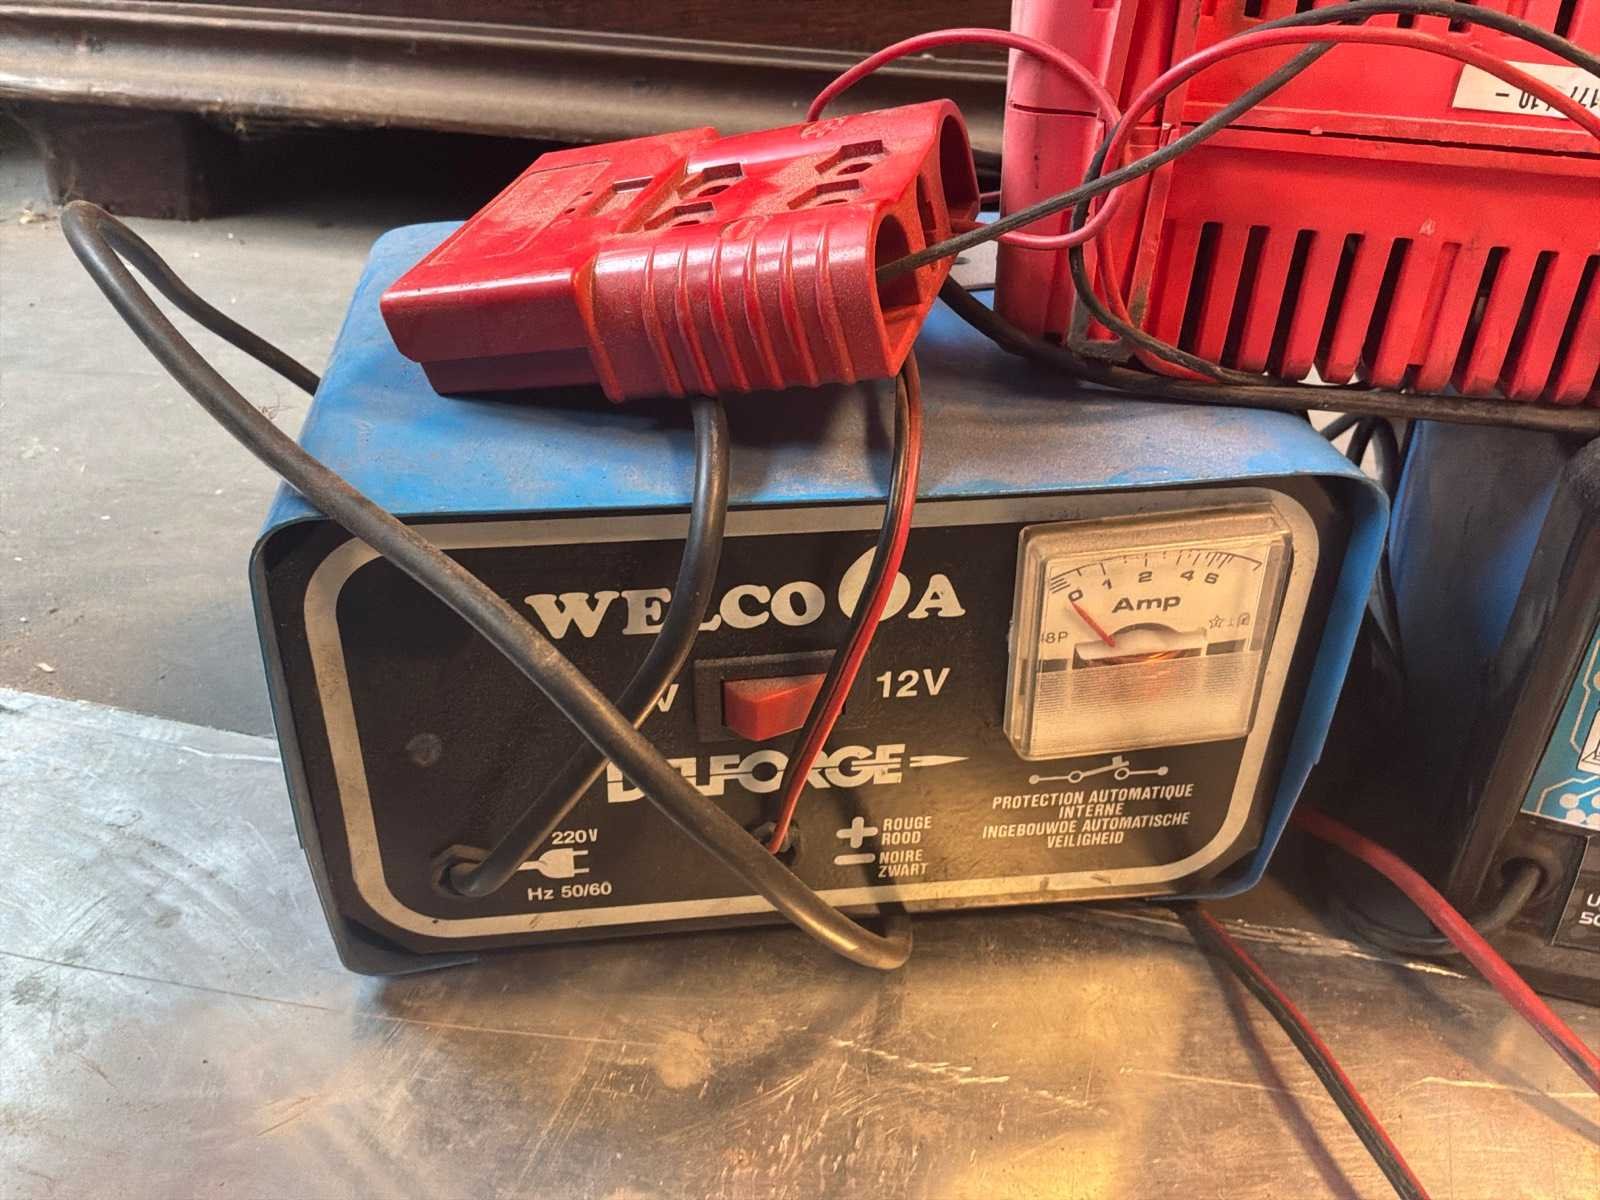 WELCO
A
V
12V
DELFORGE
0 1 2 4 6
Amp
PROTECTION AUTOMATIQUE
INTERNE
INGEBOUWDE AUTOMATISCHE
VEILIGHEID
220V
Hz 50/60
+ ROUGE
ROOD
− NOIRE
ZWART